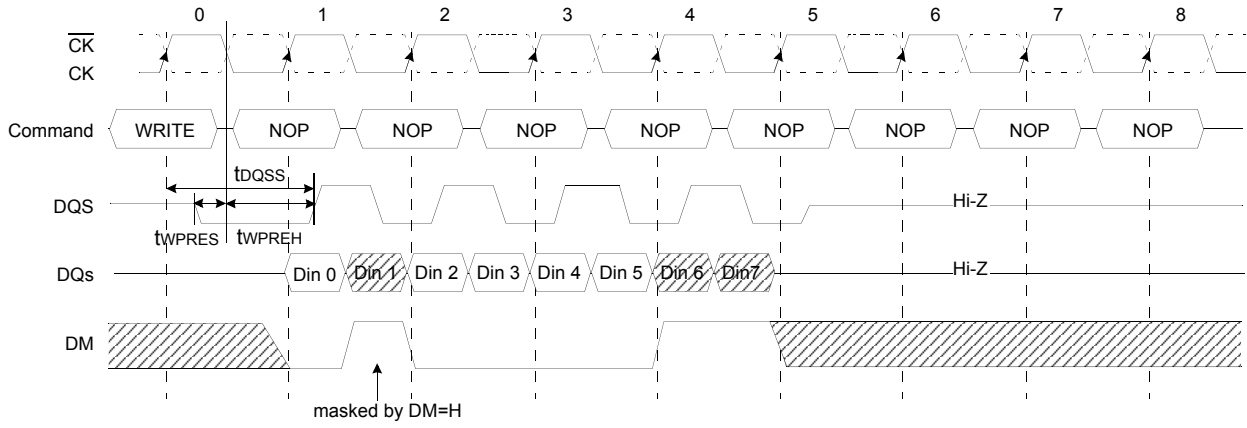 0 1 2 3 4 5 6 7 8
CK
CK
Command WRITE NOP NOP NOP NOP NOP NOP NOP NOP
tDQSS
DQS Hi-Z
tWPRES tWPREH
DQs Din 0 Din 1 Din 2 Din 3 Din 4 Din 5 Din 6 Din7 Hi-Z
DM
masked by DM=H